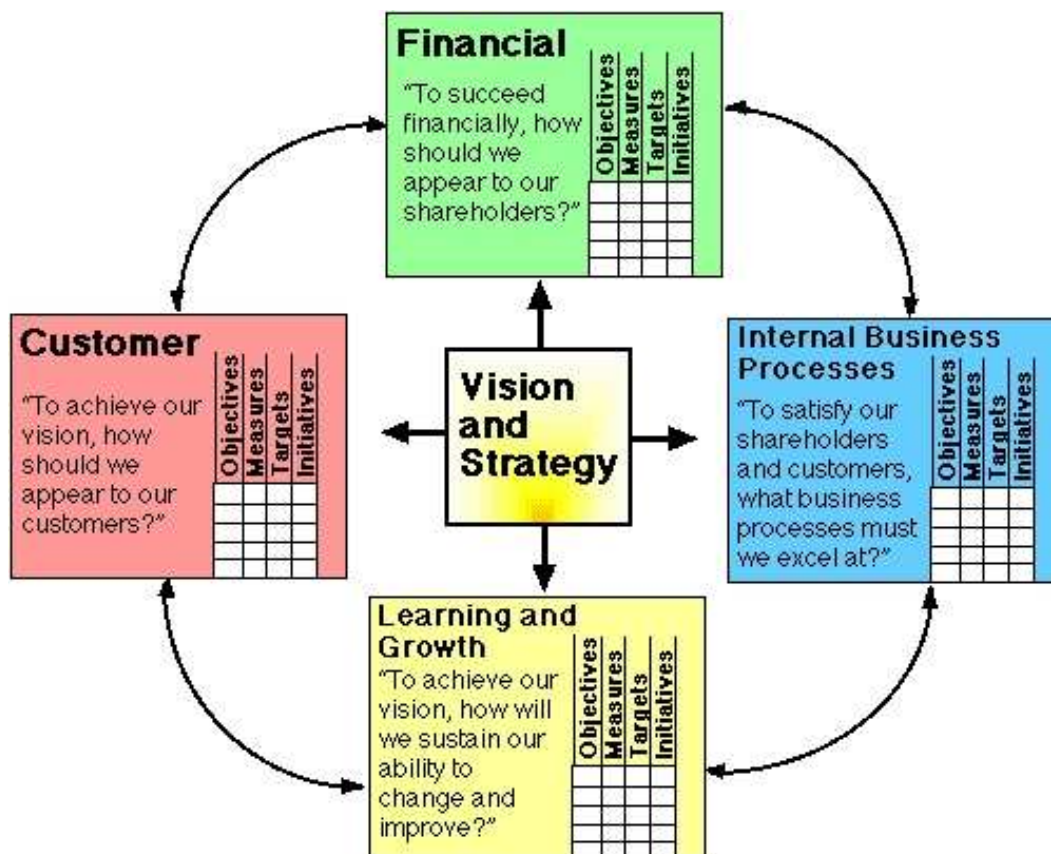 Financial
“To succeed
financially, how
should we
appear to our
shareholders?”
Objectives
Measures
Targets
Initiatives
Customer
“To achieve our
vision, how
should we
appear to our
customers?”
Objectives
Measures
Targets
Initiatives
Vision
and
Strategy
Internal Business
Processes
“To satisfy our
shareholders
and customers,
what business
processes must
we excel at?”
Objectives
Measures
Targets
Initiatives
Learning and
Growth
“To achieve our
vision, how will
we sustain our
ability to
change and
improve?”
Objectives
Measures
Targets
Initiatives